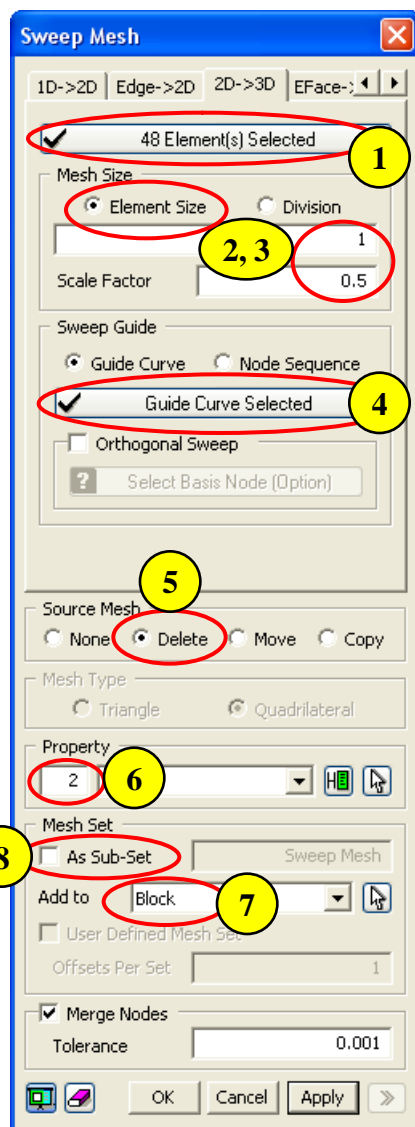 Sweep Mesh
1D->2D Edge->2D 2D->3D EFace->
48 Element(s) Selected
1
Mesh Size
Element Size Division
2, 3
1
Scale Factor 0.5
Sweep Guide
Guide Curve Node Sequence
Guide Curve Selected
4
Orthogonal Sweep
? Select Basis Node (Option)
5
Source Mesh
None Delete Move Copy
Mesh Type
Triangle Quadrilateral
Property
2
6
Mesh Set
8
As Sub-Set Sweep Mesh
Add to Block
7
User Defined Mesh Set
Offsets Per Set 1
Merge Nodes
Tolerance 0.001
OK Cancel Apply >>